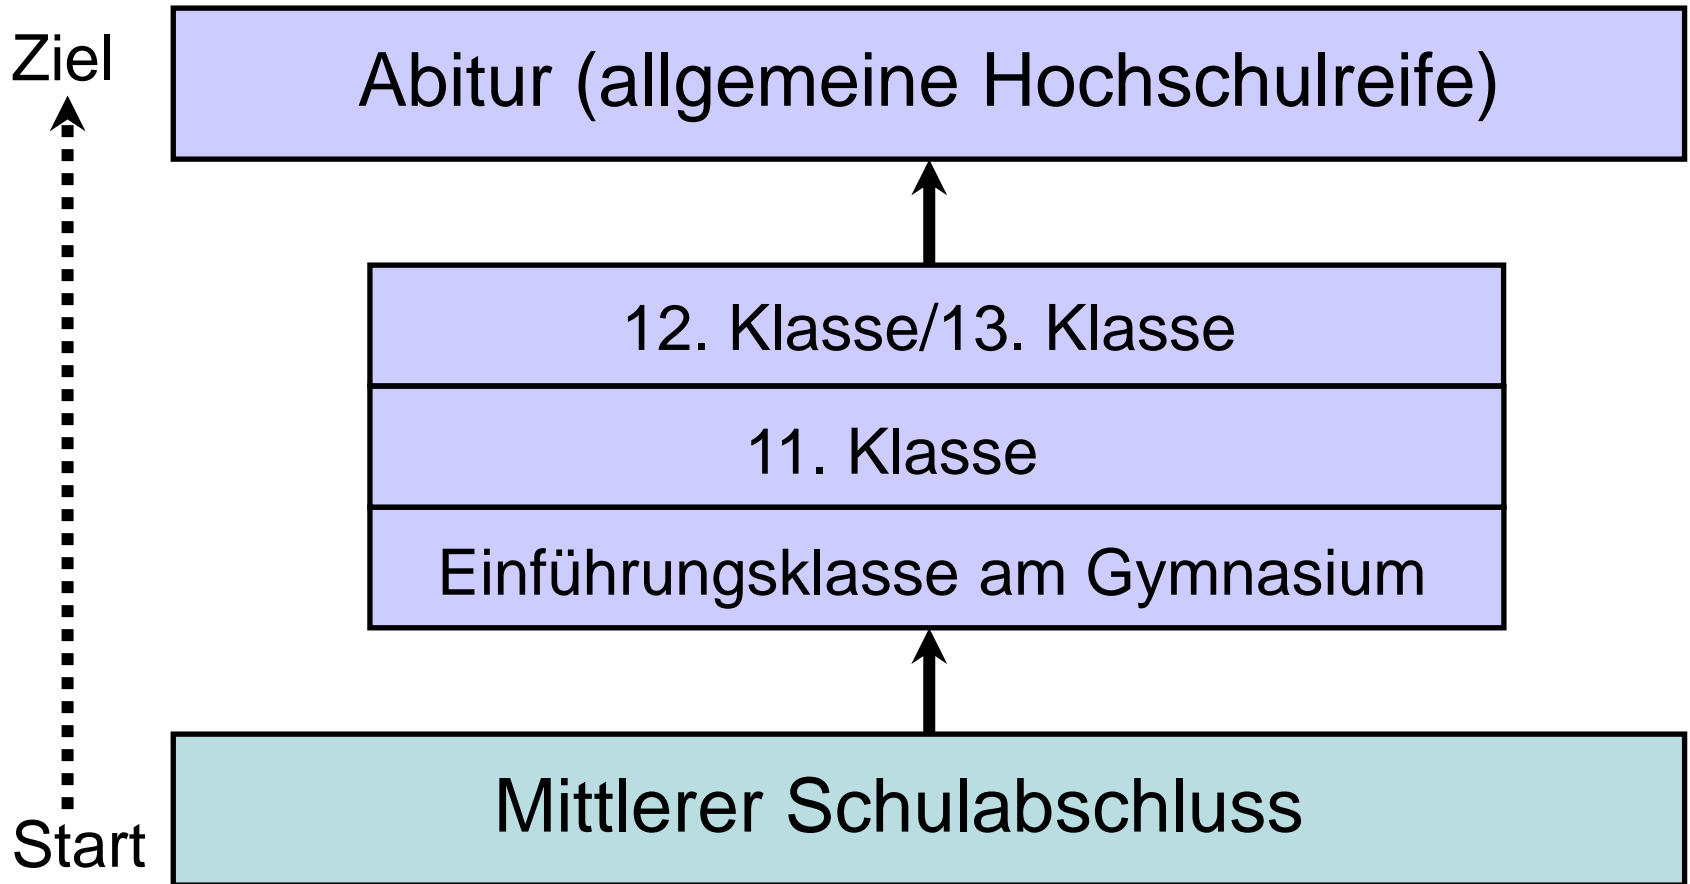 Ziel
Abitur (allgemeine Hochschulreife)
12. Klasse/13. Klasse
11. Klasse
Einführungsklasse am Gymnasium
Mittlerer Schulabschluss
Start